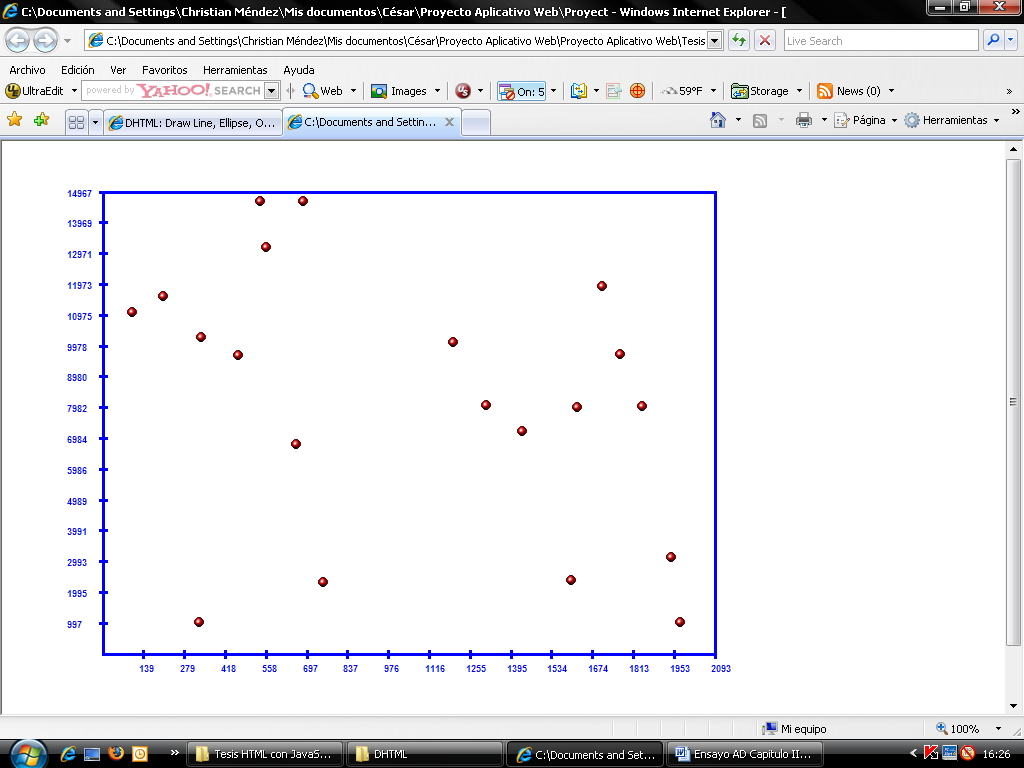 C:\Documents and Settings\Christian Méndez\Mis documentos\César\Proyecto Aplicativo Web\Proyect - Windows Internet Explorer - [
C:\Documents and Settings\Christian Méndez\Mis documentos\César\Proyecto Aplicativo Web\Proyecto Aplicativo Web\Tesis
Live Search
Archivo Edición Ver Favoritos Herramientas Ayuda
UltraEdit powered by YAHOO! SEARCH Web Images On: 5 59°F Storage News (0) »
DHTML: Draw Line, Ellipse, O... C:\Documents and Settin... Página Herramientas »
14967
13969
12971
11973
10975
9978
8980
7982
6984
5986
4989
3991
2993
1995
997
139 279 418 558 697 837 976 1116 1255 1395 1534 1674 1813 1953 2093
Mi equipo 100%
» Tesis HTML con JavaS... DHTML C:\Documents and Set... Ensayo AD Capitulo II... 16:26